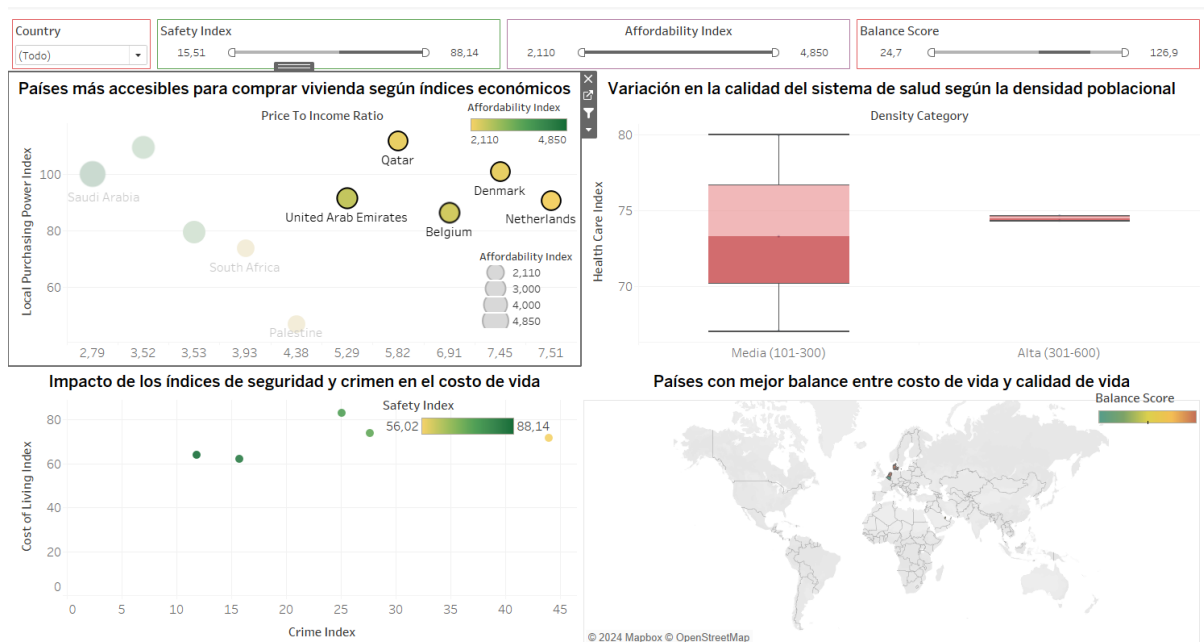 Country
(Todo)
Safety Index
15,51
88,14
Affordability Index
2,110
4,850
Balance Score
24,7
126,9
Países más accesibles para comprar vivienda según índices económicos
Price To Income Ratio
Affordability Index
2,110
4,850
Local Purchasing Power Index
100
80
60
Saudi Arabia
South Africa
Palestine
Qatar
United Arab Emirates
Belgium
Denmark
Netherlands
Affordability Index
2,110
3,000
4,000
4,850
2,79
3,52
3,53
3,93
4,38
5,29
5,82
6,91
7,45
7,51
Variación en la calidad del sistema de salud según la densidad poblacional
Density Category
Health Care Index
80
75
70
Media (101-300)
Alta (301-600)
Impacto de los índices de seguridad y crimen en el costo de vida
Safety Index
56,02
88,14
Cost of Living Index
80
60
40
20
0
0
5
10
15
20
25
30
35
40
45
Crime Index
Países con mejor balance entre costo de vida y calidad de vida
Balance Score
© 2024 Mapbox © OpenStreetMap